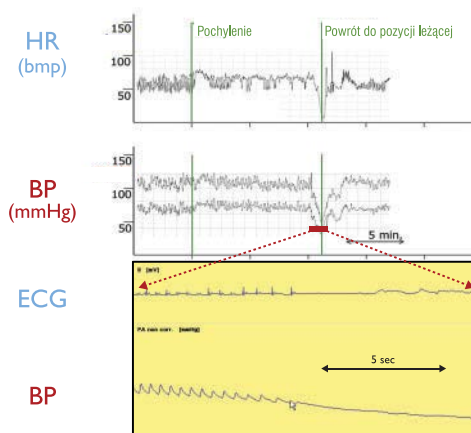 HR
(bmp)
Pochylenie
Powrót do pozycji leżącej
150
100
50
BP
(mmHg)
150
100
50
5 min.
ECG
5 sec
BP